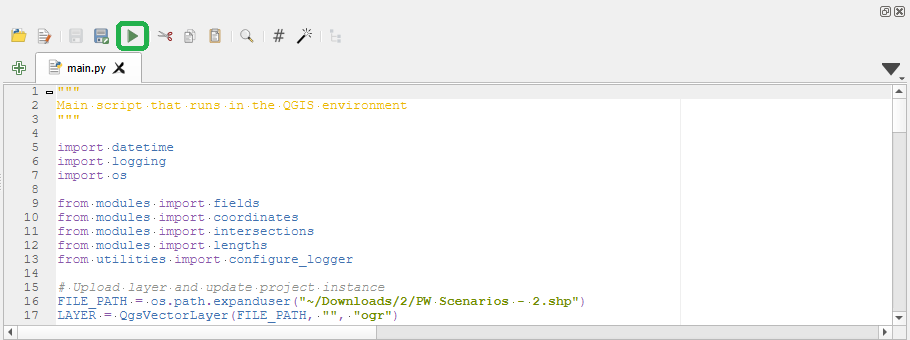 main.py
1 """
2 Main script that runs in the QGIS environment
3 """
4
5 import datetime
6 import logging
7 import os
8
9 from modules import fields
10 from modules import coordinates
11 from modules import intersections
12 from modules import lengths
13 from utilities import configure_logger
14
15 # Upload layer and update project instance
16 FILE_PATH = os.path.expanduser("~/Downloads/2/PW Scenarios - 2.shp")
17 LAYER = QgsVectorLayer(FILE_PATH, "", "ogr")